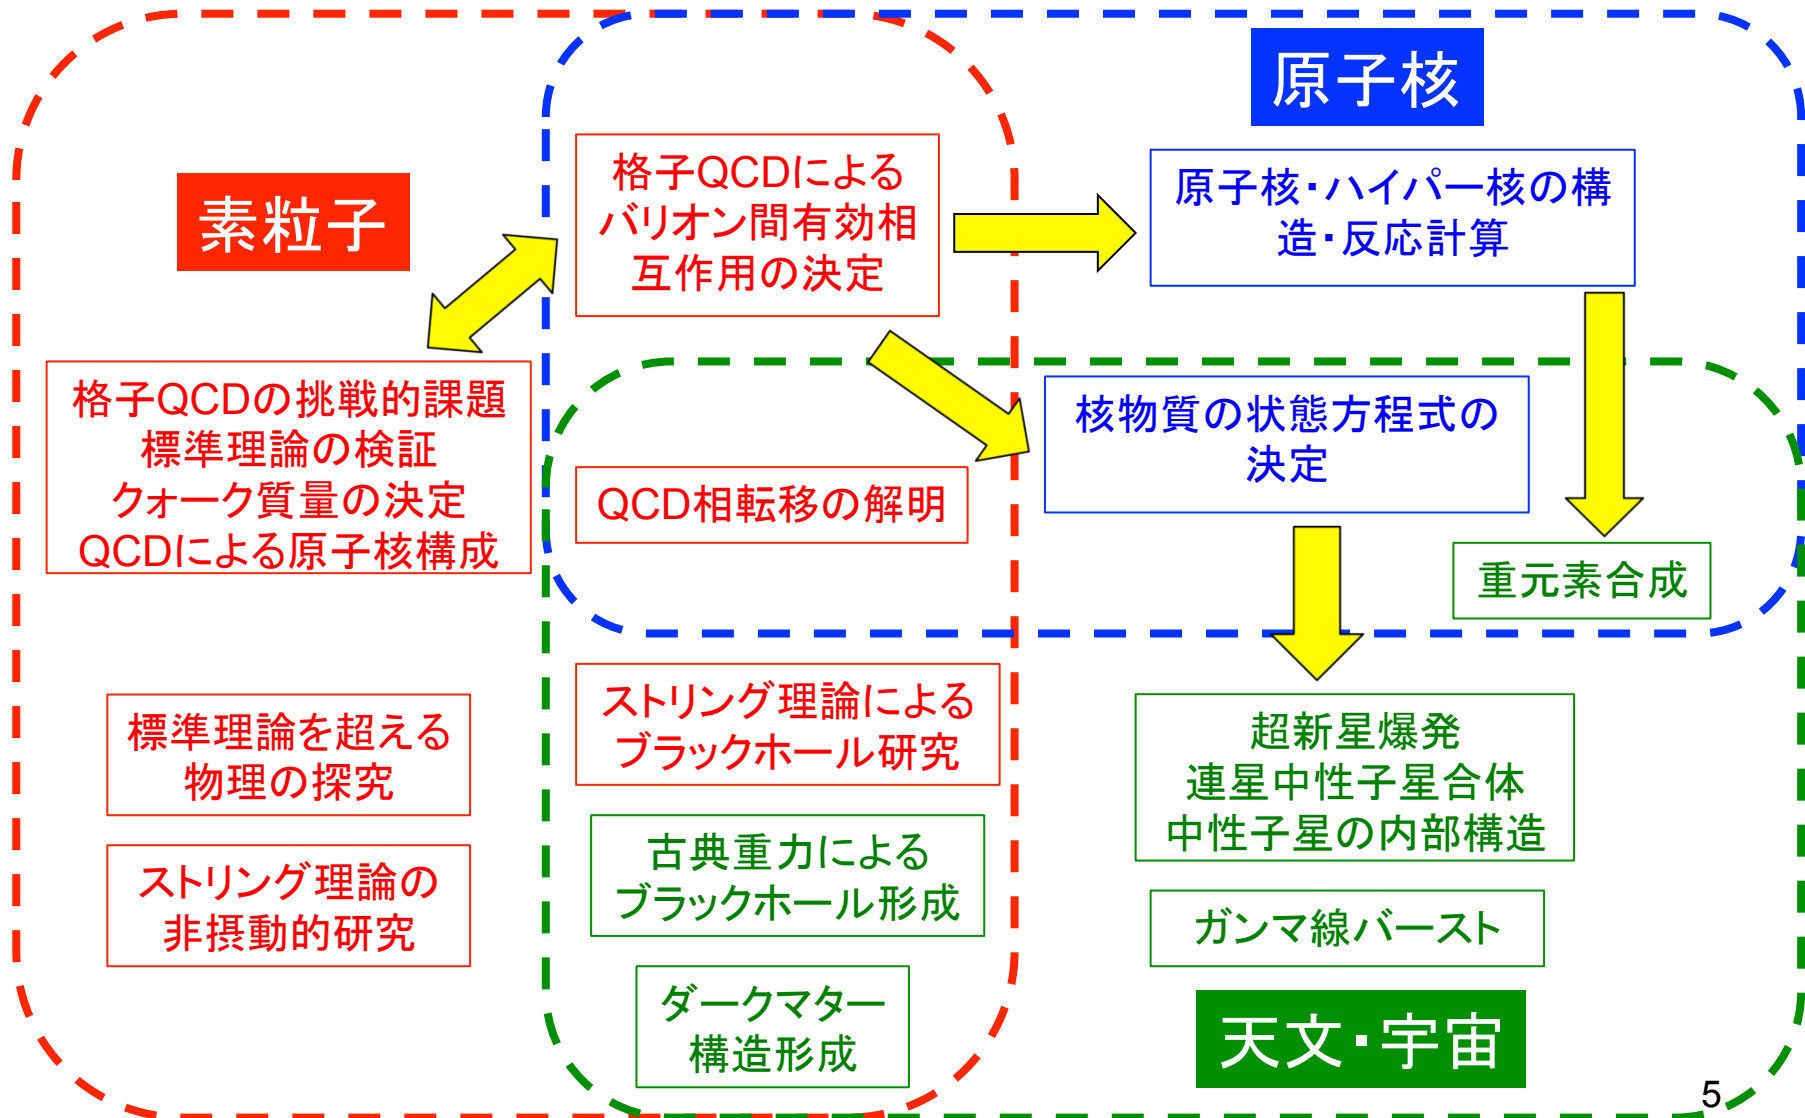 原子核
素粒子
格子QCDによる
バリオン間有効相
互作用の決定
原子核・ハイパー核の構
造・反応計算
格子QCDの挑戦的課題
標準理論の検証
クォーク質量の決定
QCDによる原子核構成
核物質の状態方程式の
決定
QCD相転移の解明
重元素合成
標準理論を超える
物理の探究
ストリング理論による
ブラックホール研究
超新星爆発
連星中性子星合体
中性子星の内部構造
ストリング理論の
非摂動的研究
古典重力による
ブラックホール形成
ガンマ線バースト
ダークマター
構造形成
天文・宇宙
5